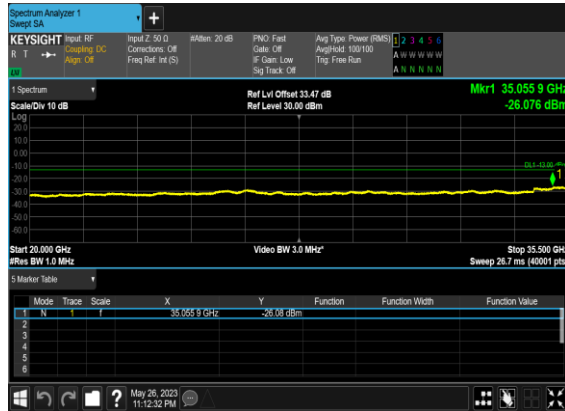 Spectrum Analyzer 1
Swept SA
+
KEYSIGHT Input: RF Input Z: 50 Ω #Atten: 20 dB PNO: Fast Avg Type: Power (RMS) 1 2 3 4 5 6
R T Coupling: DC Corrections: Off Gate: Off Avg|Hold: 100/100 A W W W W W
Align: Off Freq Ref: Int (S) IF Gain: Low Trig: Free Run
Sig Track: Off A N N N N N
LW
1 Spectrum Ref Lvl Offset 33.47 dB Mkr1 35.055 9 GHz
Scale/Div 10 dB Ref Level 30.00 dBm -26.076 dBm
Log
20.0
10.0
0.00
-10.0
DL1 -13.00 dBm
-20.0
1
-30.0
-40.0
-50.0
-60.0
Start 20.000 GHz Video BW 3.0 MHz* Stop 35.500 GHz
#Res BW 1.0 MHz Sweep 26.7 ms (40001 pts)
5 Marker Table
Mode Trace Scale X Y Function Function Width Function Value
1 N 1 f 35.055 9 GHz -26.08 dBm
2
3
4
5
6
? May 26, 2023
11:12:32 PM